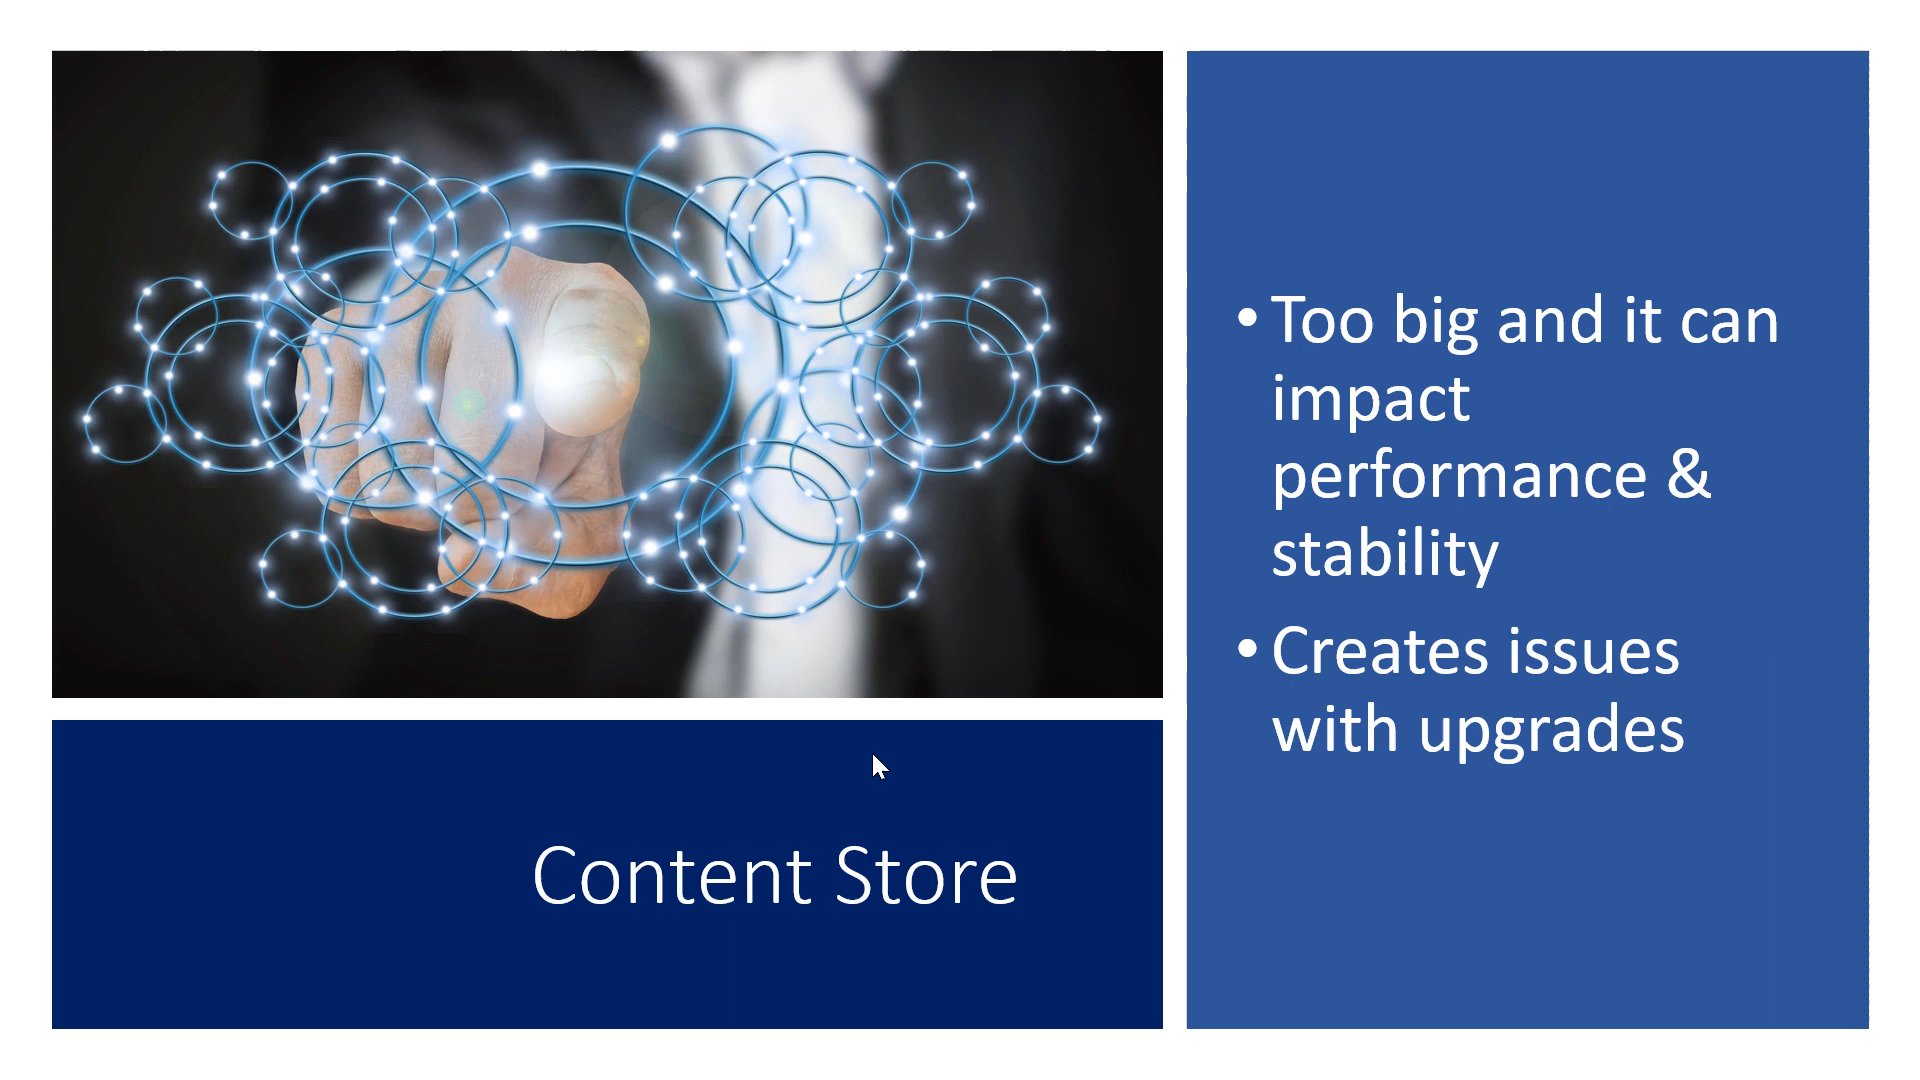 • Too big and it can
impact
performance &
stability
• Creates issues
with upgrades
Content Store